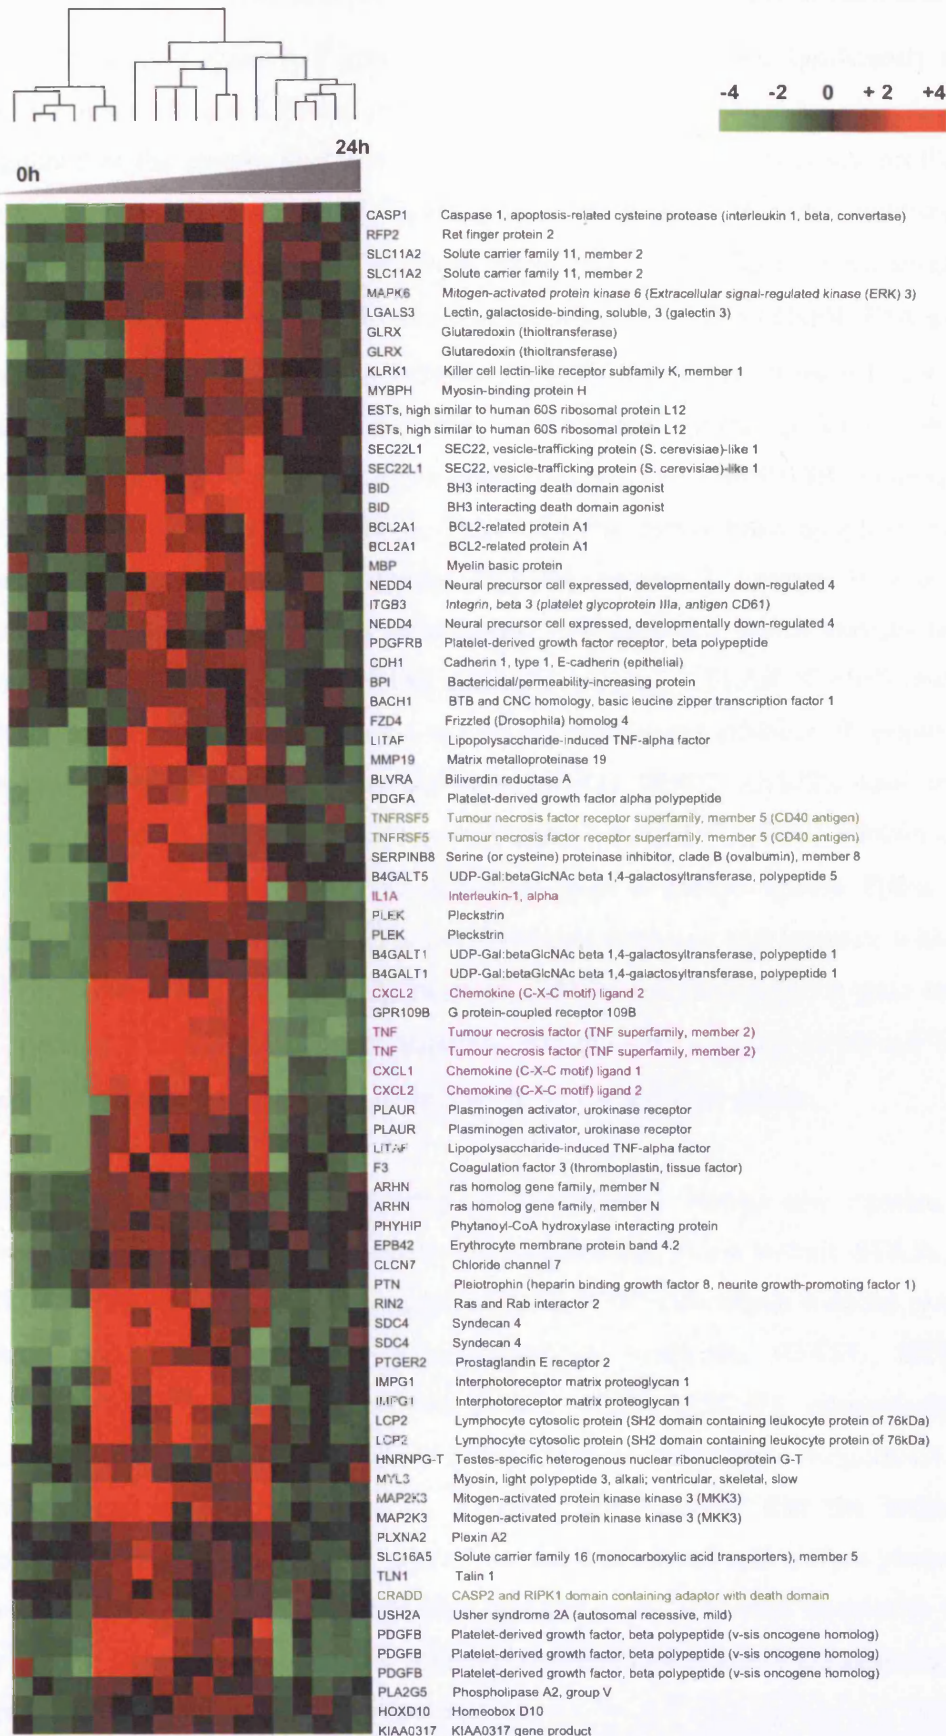 -4 -2 0 + 2 +4
0h 24h
CASP1 Caspase 1, apoptosis-related cysteine protease (interleukin 1, beta, convertase)
RFP2 Ret finger protein 2
SLC11A2 Solute carrier family 11, member 2
SLC11A2 Solute carrier family 11, member 2
MAPK6 Mitogen-activated protein kinase 6 (Extracellular signal-regulated kinase (ERK) 3)
LGALS3 Lectin, galactoside-binding, soluble, 3 (galectin 3)
GLRX Glutaredoxin (thioltransferase)
GLRX Glutaredoxin (thioltransferase)
KLRK1 Killer cell lectin-like receptor subfamily K, member 1
MYBPH Myosin-binding protein H
ESTs, high similar to human 60S ribosomal protein L12
ESTs, high similar to human 60S ribosomal protein L12
SEC22L1 SEC22, vesicle-trafficking protein (S. cerevisiae)-like 1
SEC22L1 SEC22, vesicle-trafficking protein (S. cerevisiae)-like 1
BID BH3 interacting death domain agonist
BID BH3 interacting death domain agonist
BCL2A1 BCL2-related protein A1
BCL2A1 BCL2-related protein A1
MBP Myelin basic protein
NEDD4 Neural precursor cell expressed, developmentally down-regulated 4
ITGB3 Integrin, beta 3 (platelet glycoprotein IIIa, antigen CD61)
NEDD4 Neural precursor cell expressed, developmentally down-regulated 4
PDGFRB Platelet-derived growth factor receptor, beta polypeptide
CDH1 Cadherin 1, type 1, E-cadherin (epithelial)
BPI Bactericidal/permeability-increasing protein
BACH1 BTB and CNC homology, basic leucine zipper transcription factor 1
FZD4 Frizzled (Drosophila) homolog 4
LITAF Lipopolysaccharide-induced TNF-alpha factor
MMP19 Matrix metalloproteinase 19
BLVRA Biliverdin reductase A
PDGFA Platelet-derived growth factor alpha polypeptide
TNFRSF5 Tumour necrosis factor receptor superfamily, member 5 (CD40 antigen)
TNFRSF5 Tumour necrosis factor receptor superfamily, member 5 (CD40 antigen)
SERPINB8 Serine (or cysteine) proteinase inhibitor, clade B (ovalbumin), member 8
B4GALT5 UDP-Gal:betaGlcNAc beta 1,4-galactosyltransferase, polypeptide 5
IL1A Interleukin-1, alpha
PLEK Pleckstrin
PLEK Pleckstrin
B4GALT1 UDP-Gal:betaGlcNAc beta 1,4-galactosyltransferase, polypeptide 1
B4GALT1 UDP-Gal:betaGlcNAc beta 1,4-galactosyltransferase, polypeptide 1
CXCL2 Chemokine (C-X-C motif) ligand 2
GPR109B G protein-coupled receptor 109B
TNF Tumour necrosis factor (TNF superfamily, member 2)
TNF Tumour necrosis factor (TNF superfamily, member 2)
CXCL1 Chemokine (C-X-C motif) ligand 1
CXCL2 Chemokine (C-X-C motif) ligand 2
PLAUR Plasminogen activator, urokinase receptor
PLAUR Plasminogen activator, urokinase receptor
LITAF Lipopolysaccharide-induced TNF-alpha factor
F3 Coagulation factor 3 (thromboplastin, tissue factor)
ARHN ras homolog gene family, member N
ARHN ras homolog gene family, member N
PHYHIP Phytanoyl-CoA hydroxylase interacting protein
EPB42 Erythrocyte membrane protein band 4.2
CLCN7 Chloride channel 7
PTN Pleiotrophin (heparin binding growth factor 8, neurite growth-promoting factor 1)
RIN2 Ras and Rab interactor 2
SDC4 Syndecan 4
SDC4 Syndecan 4
PTGER2 Prostaglandin E receptor 2
IMPG1 Interphotoreceptor matrix proteoglycan 1
IMPG1 Interphotoreceptor matrix proteoglycan 1
LCP2 Lymphocyte cytosolic protein (SH2 domain containing leukocyte protein of 76kDa)
LCP2 Lymphocyte cytosolic protein (SH2 domain containing leukocyte protein of 76kDa)
HNRNPG-T Testes-specific heterogenous nuclear ribonucleoprotein G-T
MYL3 Myosin, light polypeptide 3, alkali; ventricular, skeletal, slow
MAP2K3 Mitogen-activated protein kinase kinase 3 (MKK3)
MAP2K3 Mitogen-activated protein kinase kinase 3 (MKK3)
PLXNA2 Plexin A2
SLC16A5 Solute carrier family 16 (monocarboxylic acid transporters), member 5
TLN1 Talin 1
CRADD CASP2 and RIPK1 domain containing adaptor with death domain
USH2A Usher syndrome 2A (autosomal recessive, mild)
PDGFB Platelet-derived growth factor, beta polypeptide (v-sis oncogene homolog)
PDGFB Platelet-derived growth factor, beta polypeptide (v-sis oncogene homolog)
PDGFB Platelet-derived growth factor, beta polypeptide (v-sis oncogene homolog)
PLA2G5 Phospholipase A2, group V
HOXD10 Homeobox D10
KIAA0317 KIAA0317 gene product